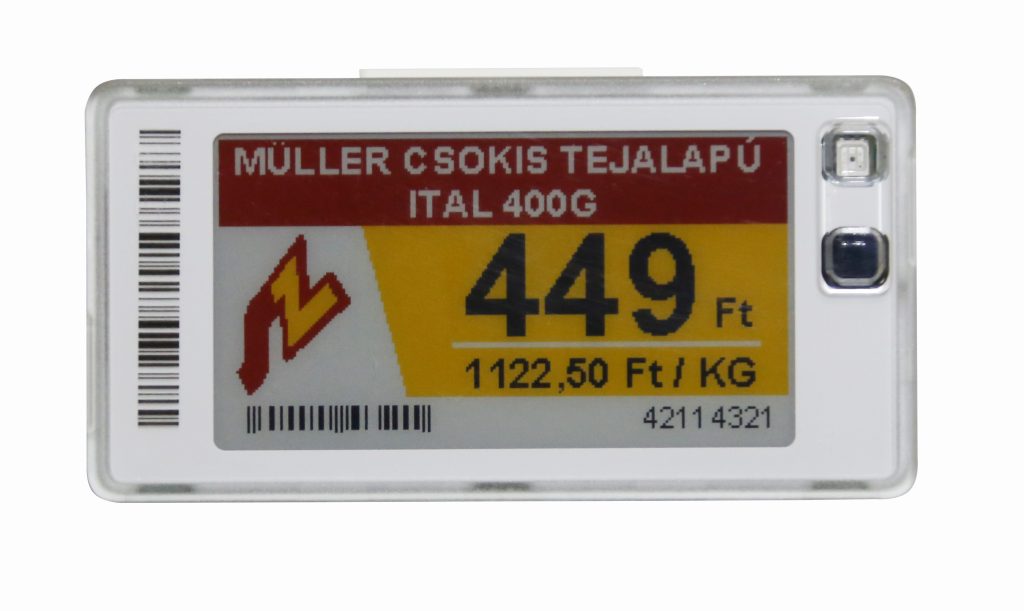 MÜLLER CSOKIS TEJALAPÚ
ITAL 400G
449 Ft
1122,50 Ft / KG
4211 4321